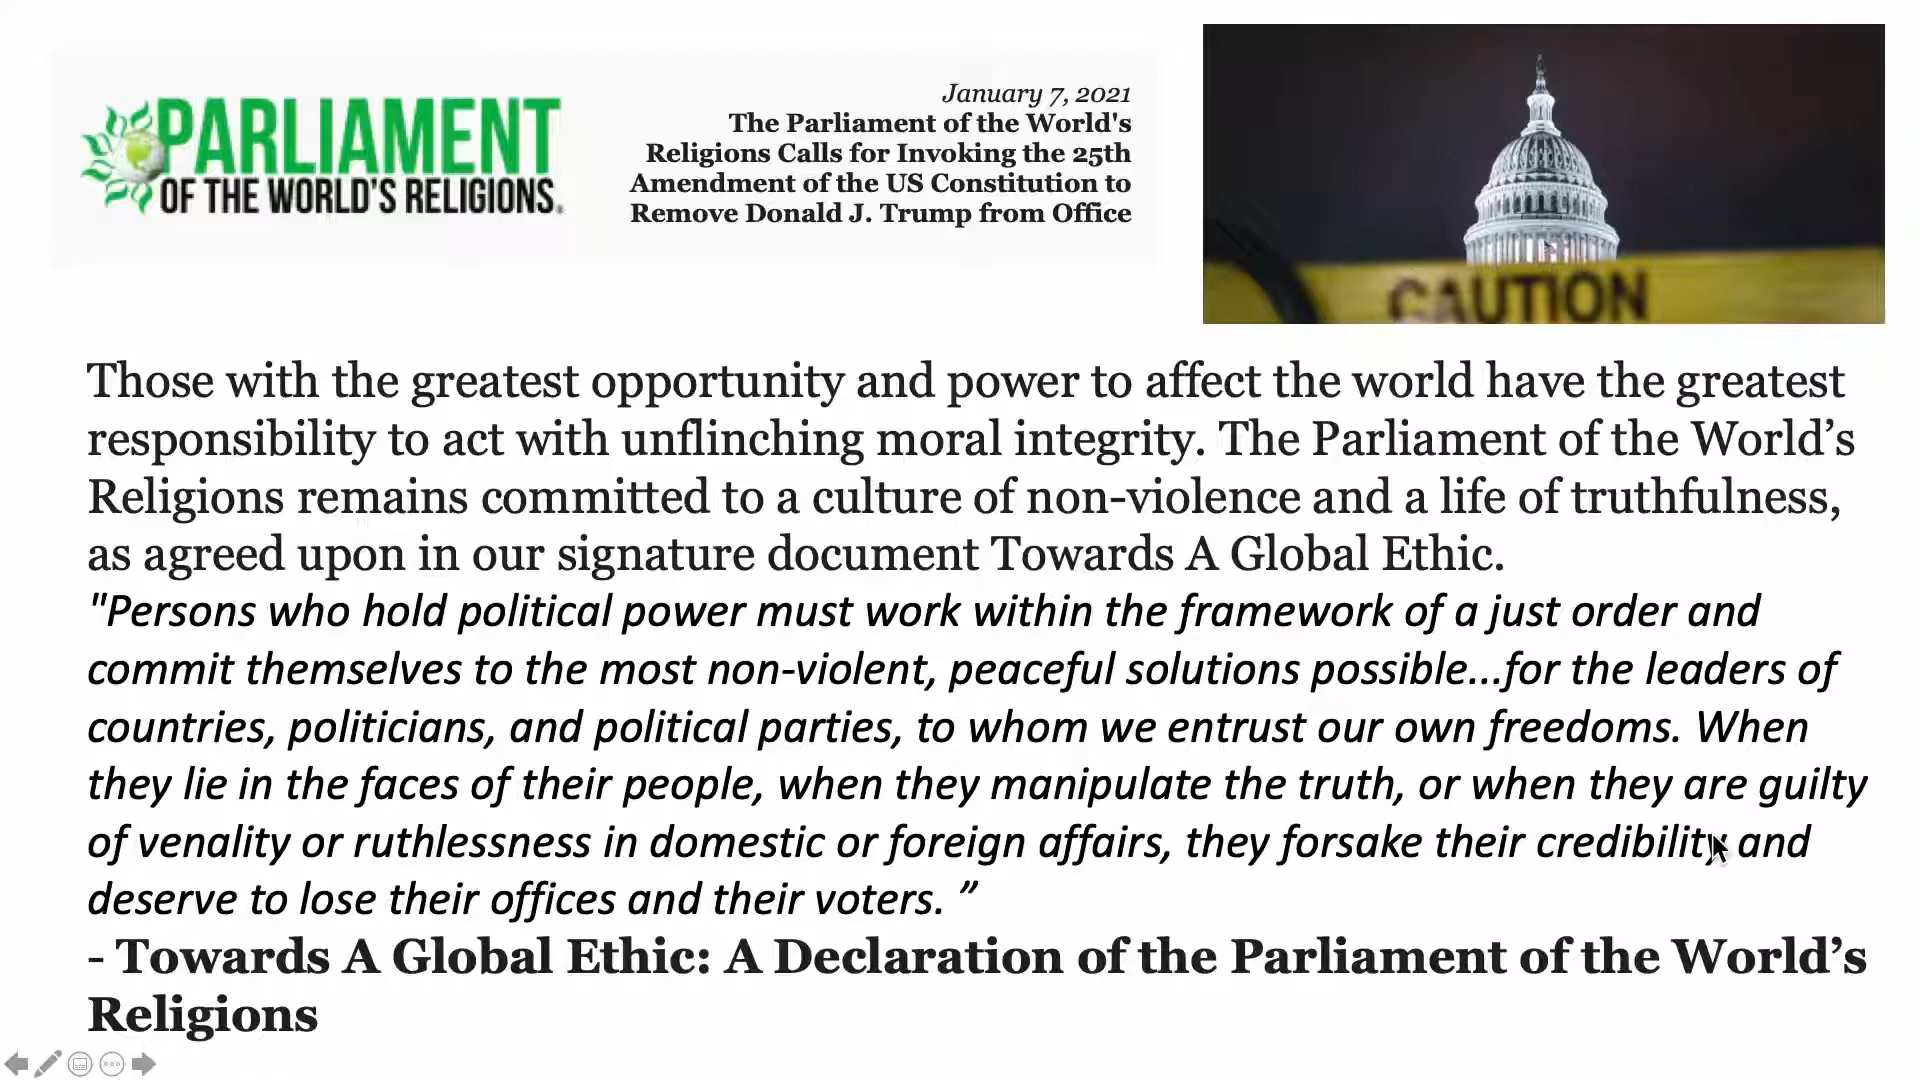 PARLIAMENT
OF THE WORLD'S RELIGIONS.
January 7, 2021
The Parliament of the World's
Religions Calls for Invoking the 25th
Amendment of the US Constitution to
Remove Donald J. Trump from Office
CAUTION
Those with the greatest opportunity and power to affect the world have the greatest
responsibility to act with unflinching moral integrity. The Parliament of the World’s
Religions remains committed to a culture of non-violence and a life of truthfulness,
as agreed upon in our signature document Towards A Global Ethic.
"Persons who hold political power must work within the framework of a just order and
commit themselves to the most non-violent, peaceful solutions possible...for the leaders of
countries, politicians, and political parties, to whom we entrust our own freedoms. When
they lie in the faces of their people, when they manipulate the truth, or when they are guilty
of venality or ruthlessness in domestic or foreign affairs, they forsake their credibility and
deserve to lose their offices and their voters. ”
- Towards A Global Ethic: A Declaration of the Parliament of the World’s
Religions